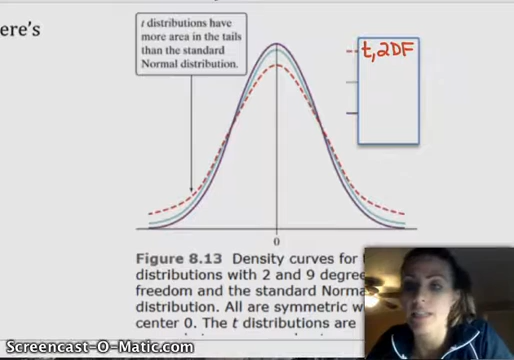 ere's
t distributions have
more area in the tails
than the standard
Normal distribution.
t, 2DF
0
Figure 8.13 Density curves for
distributions with 2 and 9 degree
freedom and the standard Norma
distribution. All are symmetric w
center 0. The t distributions are
Screencast-O-Matic.com